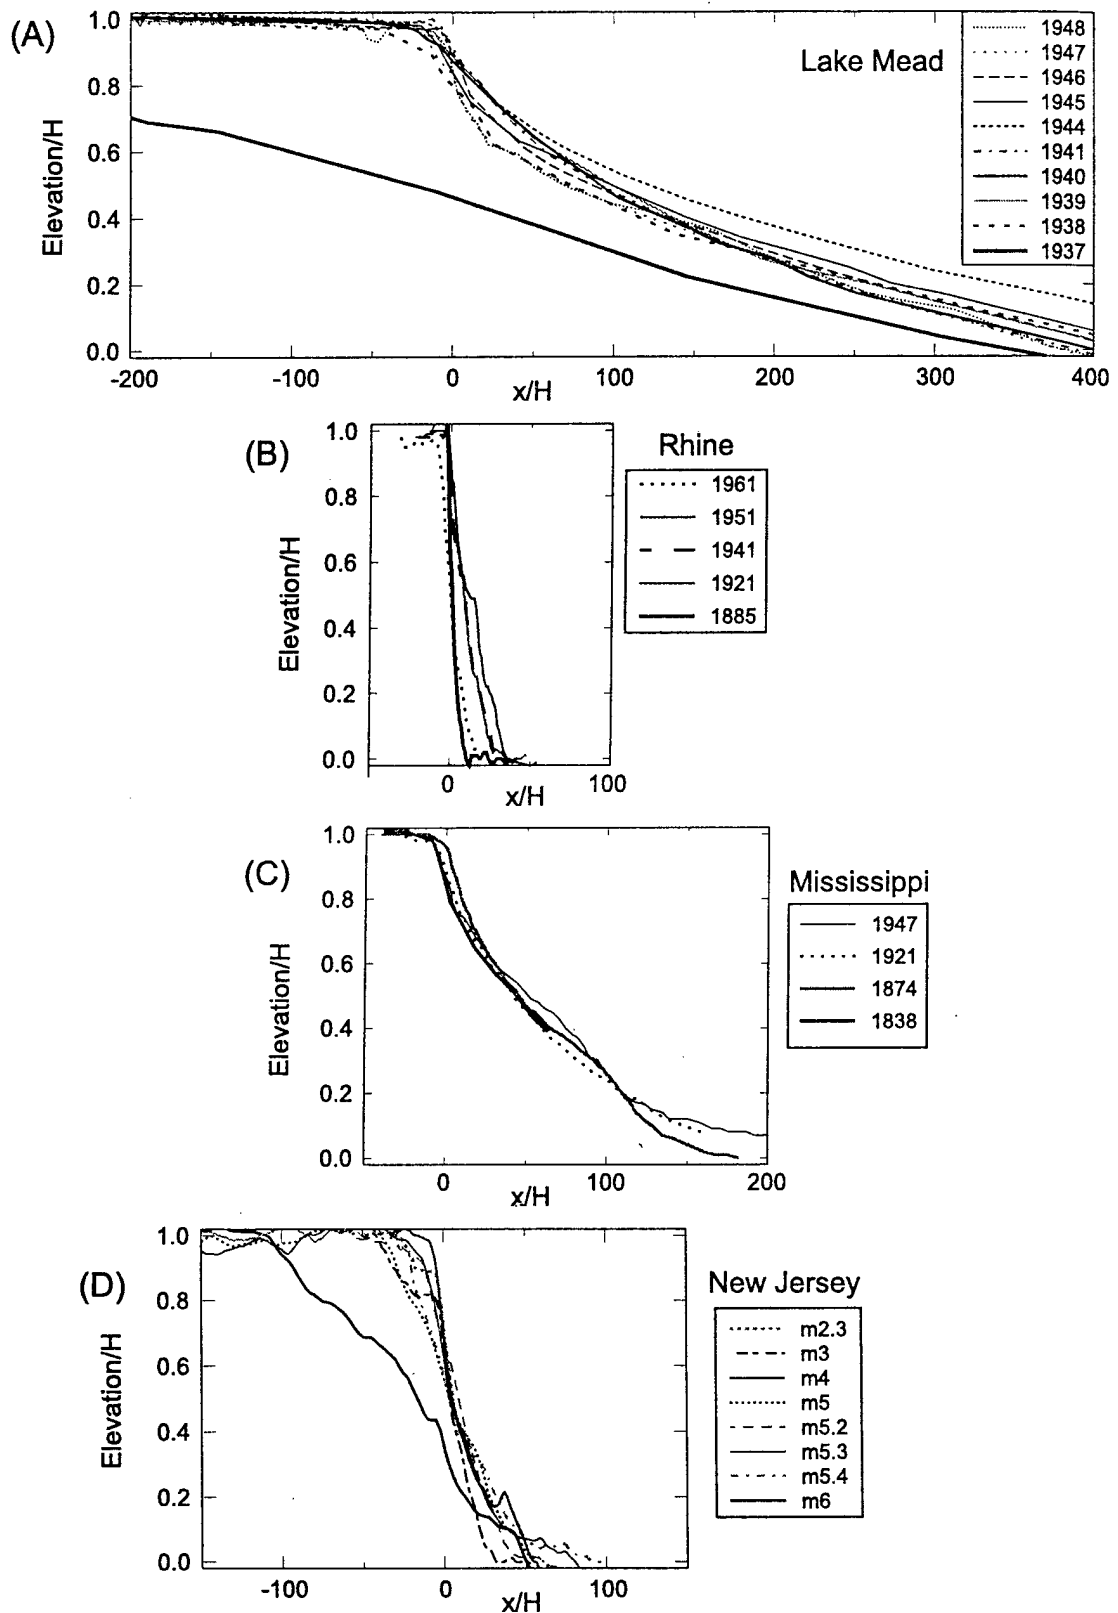 (A)
Lake Mead
Elevation/H
1.0
0.8
0.6
0.4
0.2
0.0
-200
-100
0
100
200
300
400
x/H
1948
1947
1946
1945
1944
1941
1940
1939
1938
1937
(B)
Rhine
Elevation/H
1.0
0.8
0.6
0.4
0.2
0.0
0
100
x/H
1961
1951
1941
1921
1885
(C)
Mississippi
Elevation/H
1.0
0.8
0.6
0.4
0.2
0.0
0
100
200
x/H
1947
1921
1874
1838
(D)
New Jersey
Elevation/H
1.0
0.8
0.6
0.4
0.2
0.0
-100
0
100
x/H
m2.3
m3
m4
m5
m5.2
m5.3
m5.4
m6